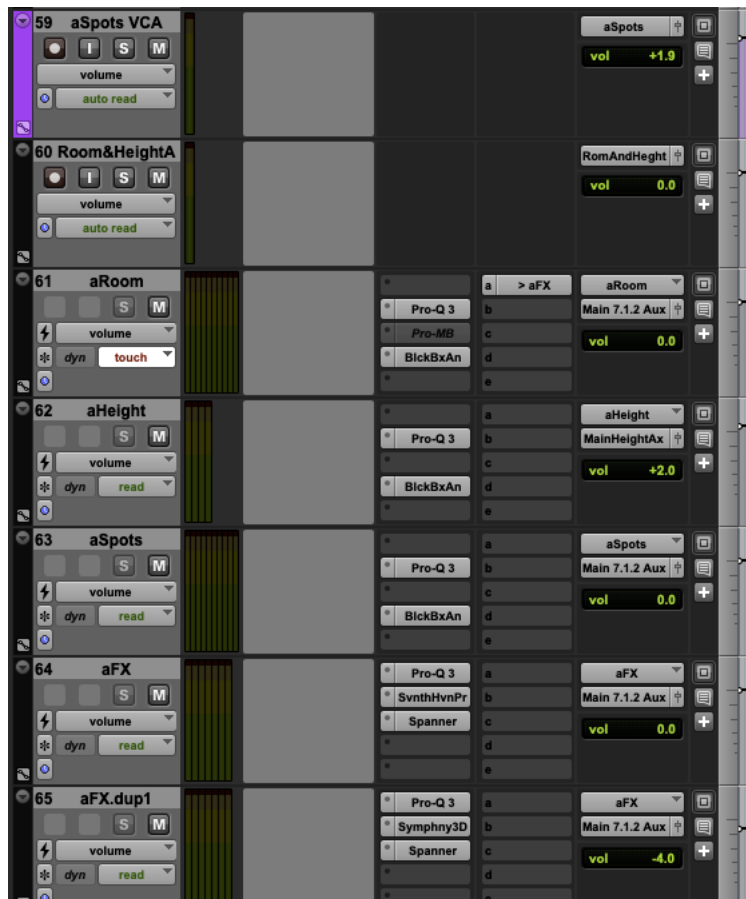 59 aSpots VCA
I S M
volume
auto read
aSpots
vol +1.9
60 Room&HeightA
I S M
volume
auto read
RomAndHeght
vol 0.0
61 aRoom
S M
volume
dyn touch
Pro-Q 3
Pro-MB
BlckBxAn
a > aFX
b
c
d
e
aRoom
Main 7.1.2 Aux
vol 0.0
62 aHeight
S M
volume
dyn read
Pro-Q 3
BlckBxAn
a
b
c
d
e
aHeight
MainHeightAx
vol +2.0
63 aSpots
S M
volume
dyn read
Pro-Q 3
BlckBxAn
a
b
c
d
e
aSpots
Main 7.1.2 Aux
vol 0.0
64 aFX
S M
volume
dyn read
Pro-Q 3
SvnthHvnPr
Spanner
a
b
c
d
e
aFX
Main 7.1.2 Aux
vol 0.0
65 aFX.dup1
S M
volume
dyn read
Pro-Q 3
Symphny3D
Spanner
a
b
c
d
aFX
Main 7.1.2 Aux
vol -4.0